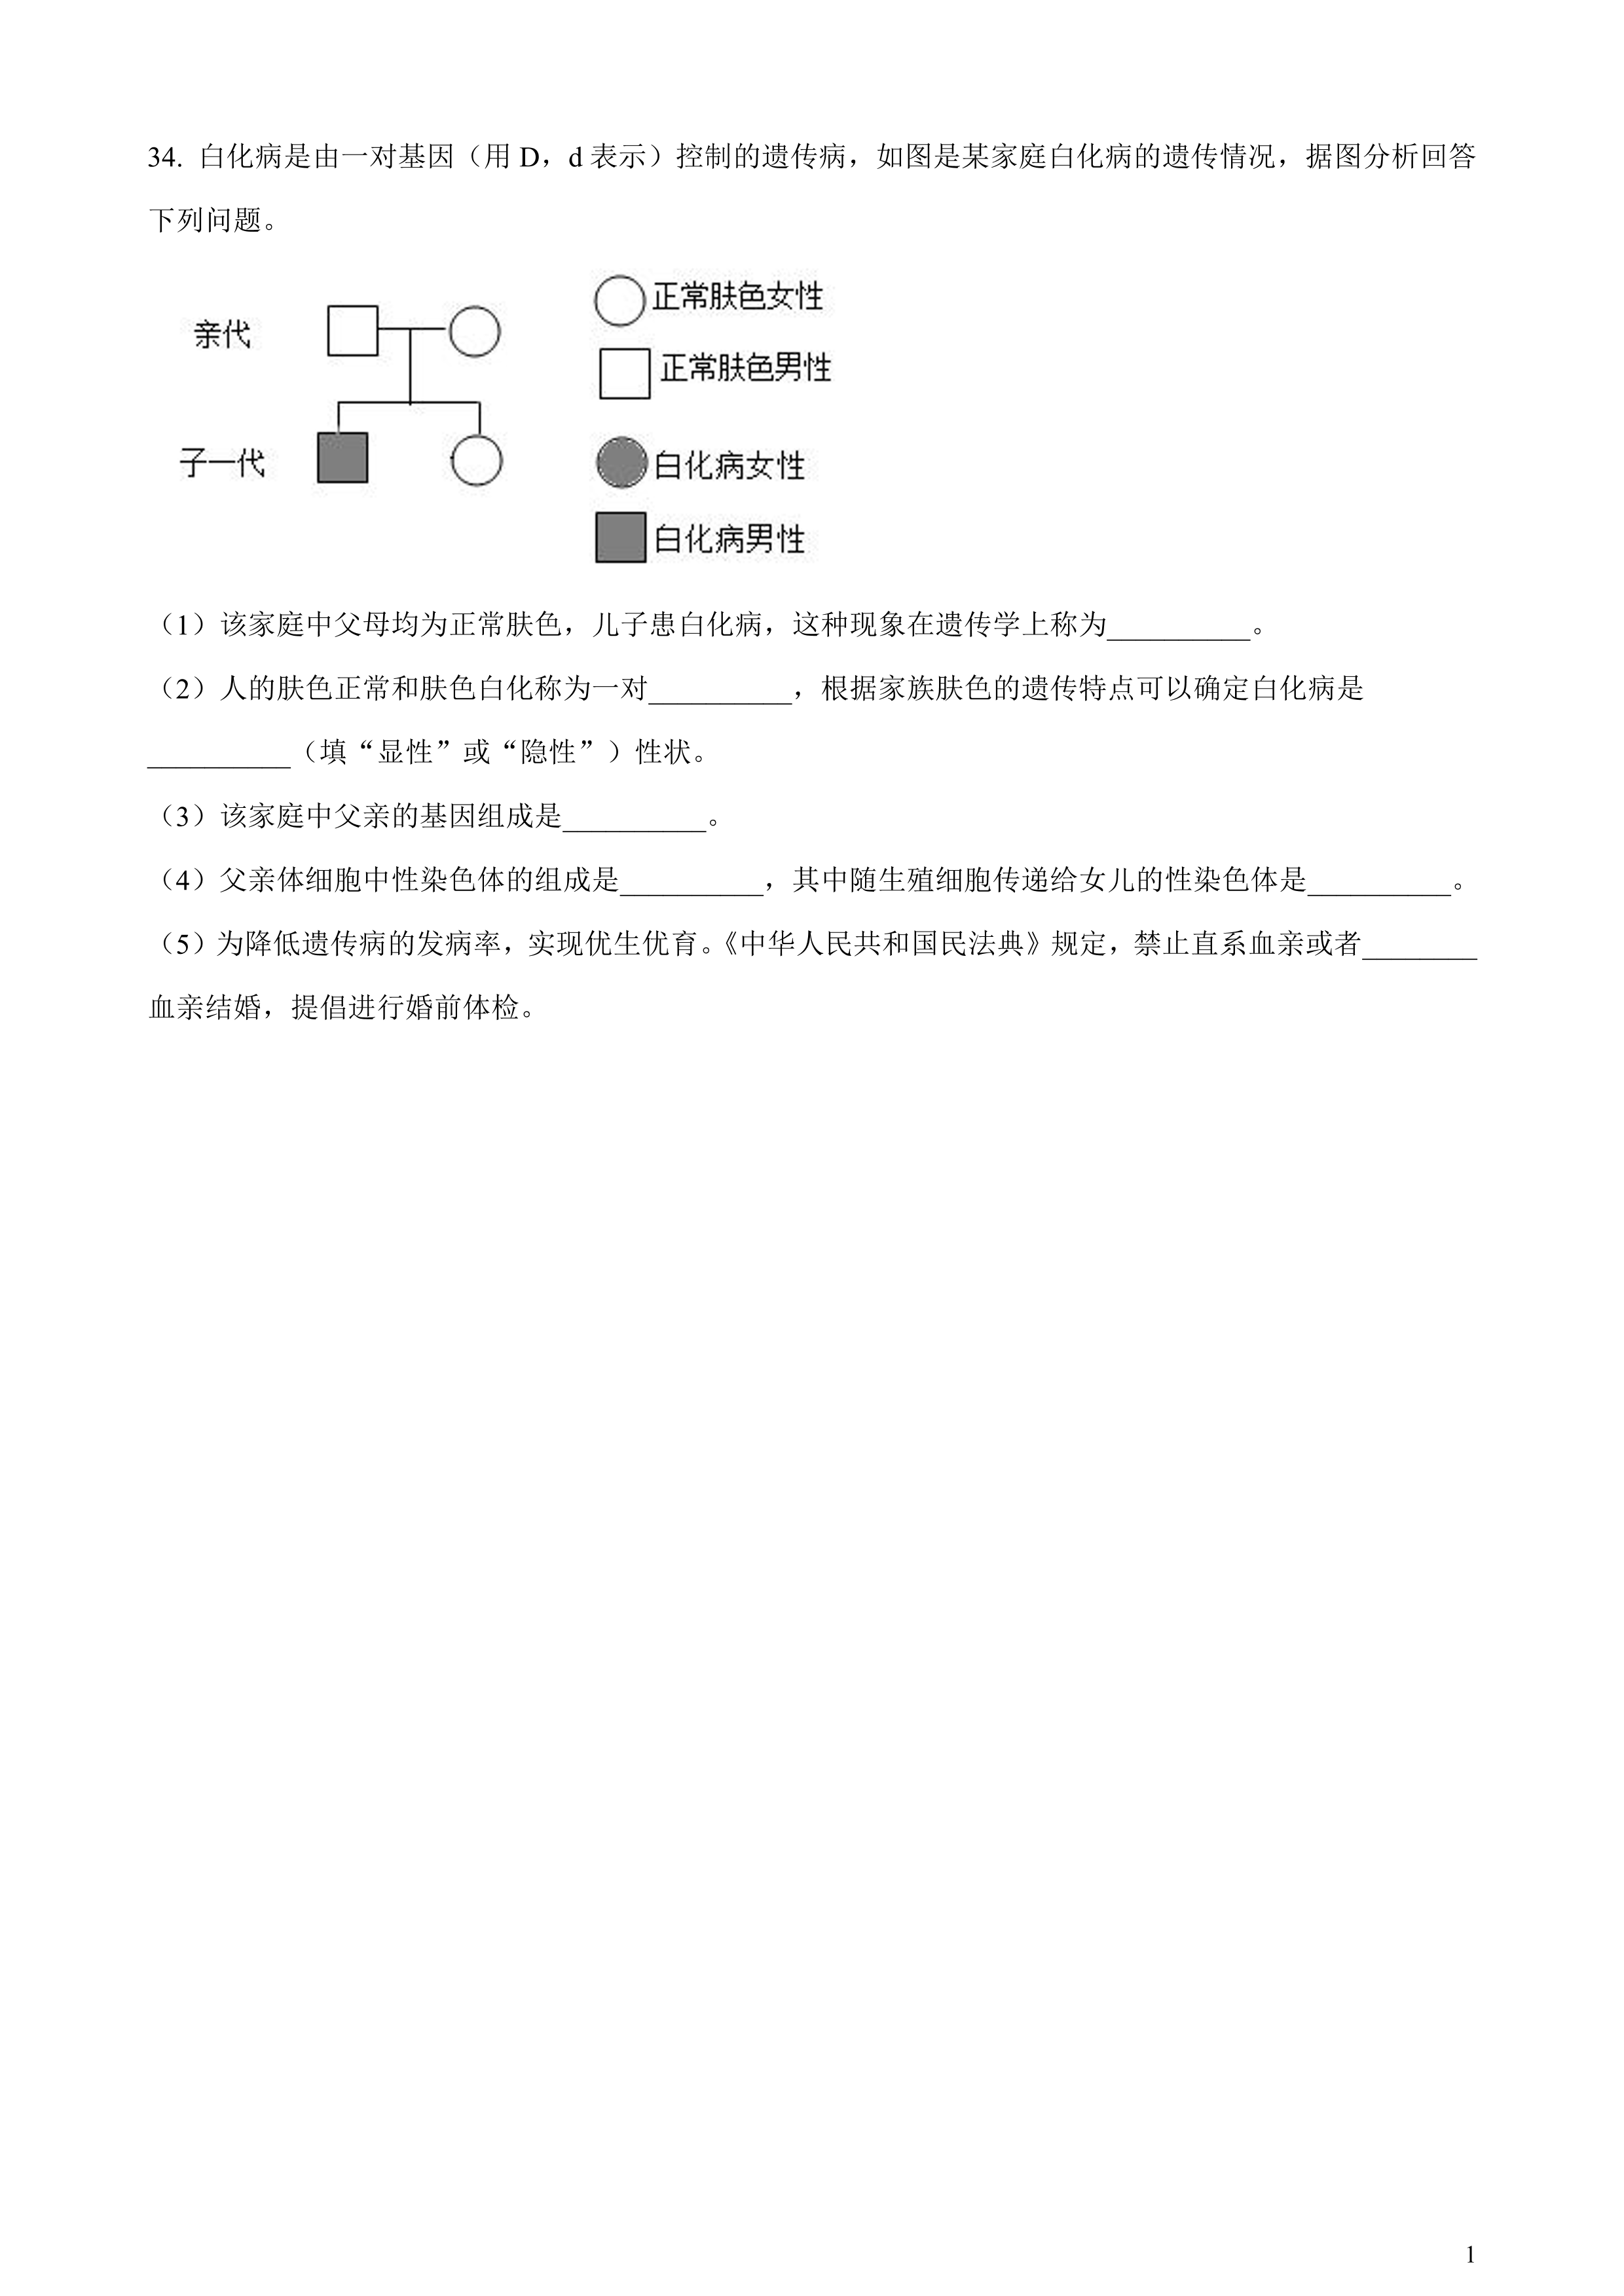 34. 白化病是由一对基因（用 D，d 表示）控制的遗传病，如图是某家庭白化病的遗传情况，据图分析回答
下列问题。
正常肤色女性
亲代
正常肤色男性
子一代
白化病女性
白化病男性
（1）该家庭中父母均为正常肤色，儿子患白化病，这种现象在遗传学上称为__________。
（2）人的肤色正常和肤色白化称为一对__________，根据家族肤色的遗传特点可以确定白化病是
__________（填“显性”或“隐性”）性状。
（3）该家庭中父亲的基因组成是__________。
（4）父亲体细胞中性染色体的组成是__________，其中随生殖细胞传递给女儿的性染色体是__________。
（5）为降低遗传病的发病率，实现优生优育。《中华人民共和国民法典》规定，禁止直系血亲或者________
血亲结婚，提倡进行婚前体检。
1